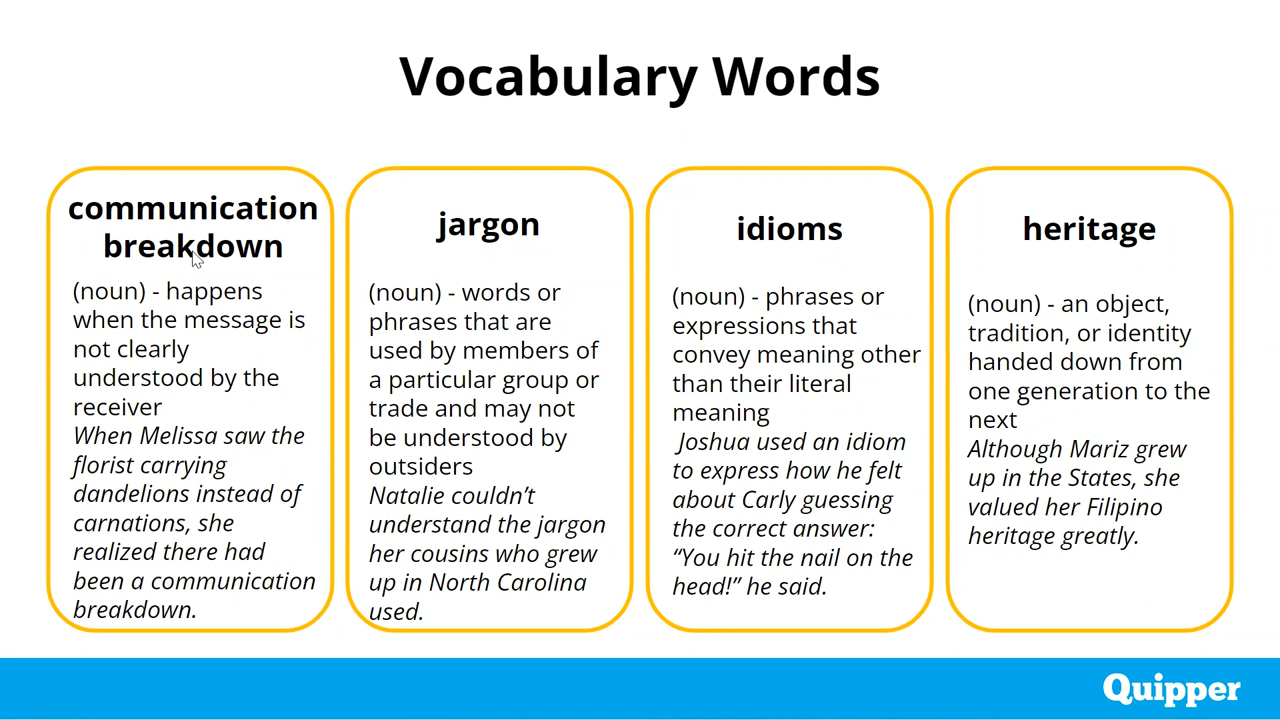 Vocabulary Words
communication
breakdown
(noun) - happens
when the message is
not clearly
understood by the
receiver
When Melissa saw the
florist carrying
dandelions instead of
carnations, she
realized there had
been a communication
breakdown.
jargon
(noun) - words or
phrases that are
used by members of
a particular group or
trade and may not
be understood by
outsiders
Natalie couldn’t
understand the jargon
her cousins who grew
up in North Carolina
used.
idioms
(noun) - phrases or
expressions that
convey meaning other
than their literal
meaning
Joshua used an idiom
to express how he felt
about Carly guessing
the correct answer:
“You hit the nail on the
head!” he said.
heritage
(noun) - an object,
tradition, or identity
handed down from
one generation to the
next
Although Mariz grew
up in the States, she
valued her Filipino
heritage greatly.
Quipper